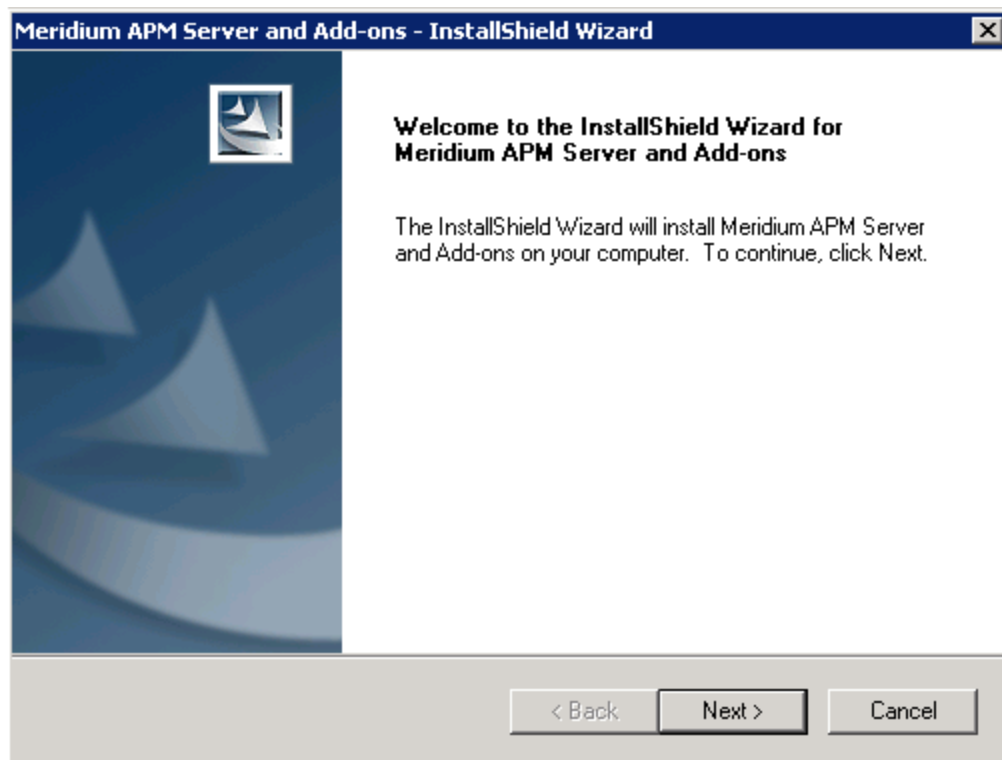 Meridium APM Server and Add-ons - InstallShield Wizard
Welcome to the InstallShield Wizard for
Meridium APM Server and Add-ons
The InstallShield Wizard will install Meridium APM Server
and Add-ons on your computer.  To continue, click Next.
< Back
Next >
Cancel